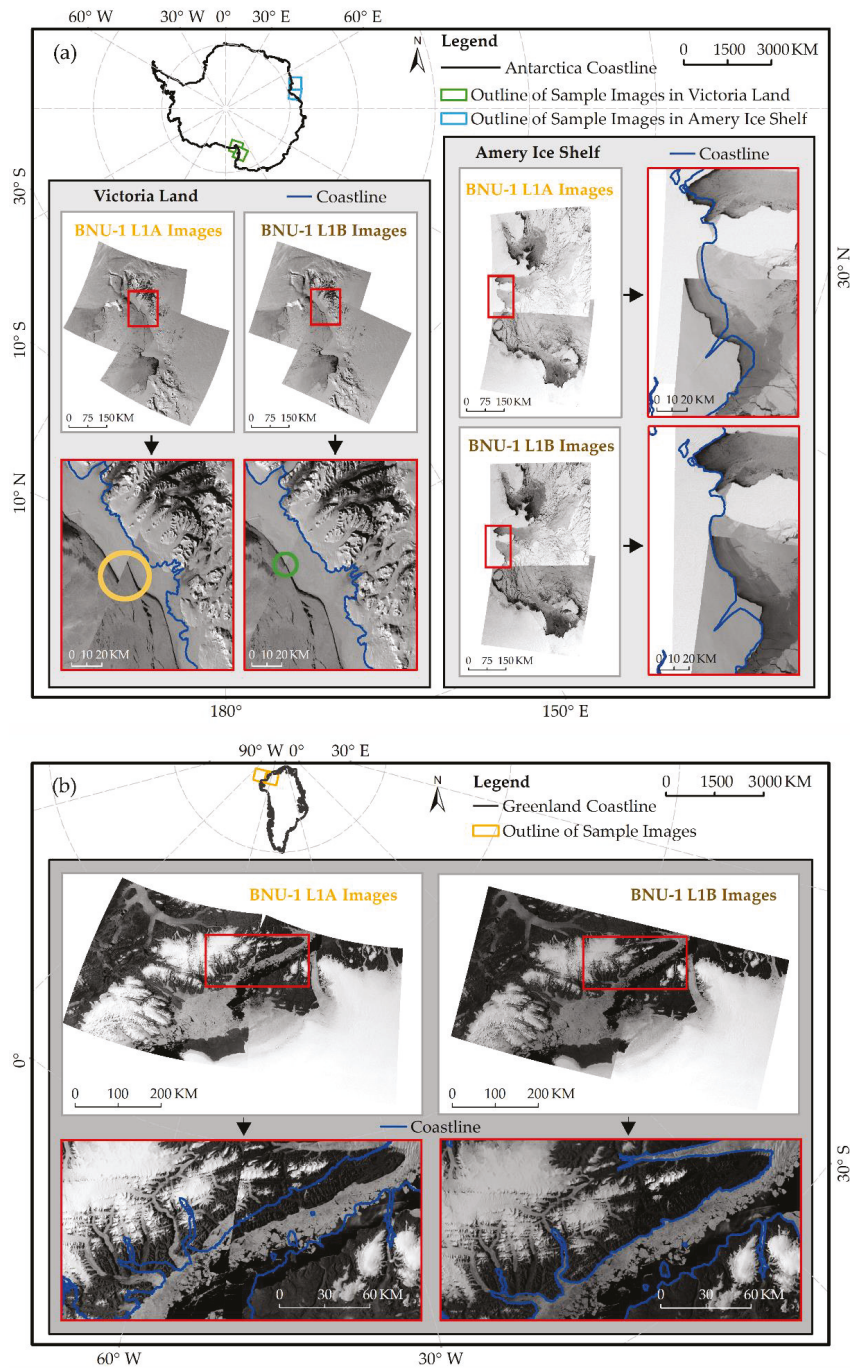 60° W 30° W 0° 30° E 60° E
(a)
N
Legend
Antarctica Coastline
Outline of Sample Images in Victoria Land
Outline of Sample Images in Amery Ice Shelf
0 1500 3000 KM
30° S
10° S
10° N
30° N
Victoria Land
Coastline
BNU-1 L1A Images
BNU-1 L1B Images
0 75 150 KM
0 75 150 KM
0 10 20 KM
0 10 20 KM
Amery Ice Shelf
Coastline
BNU-1 L1A Images
0 75 150 KM
0 10 20 KM
BNU-1 L1B Images
0 75 150 KM
0 10 20 KM
180° 150° E
90° W 0° 30° E
(b)
N
Legend
Greenland Coastline
Outline of Sample Images
0 1500 3000 KM
BNU-1 L1A Images
BNU-1 L1B Images
0 100 200 KM
0 100 200 KM
Coastline
0 30 60 KM
0 30 60 KM
0°
30° S
60° W 30° W